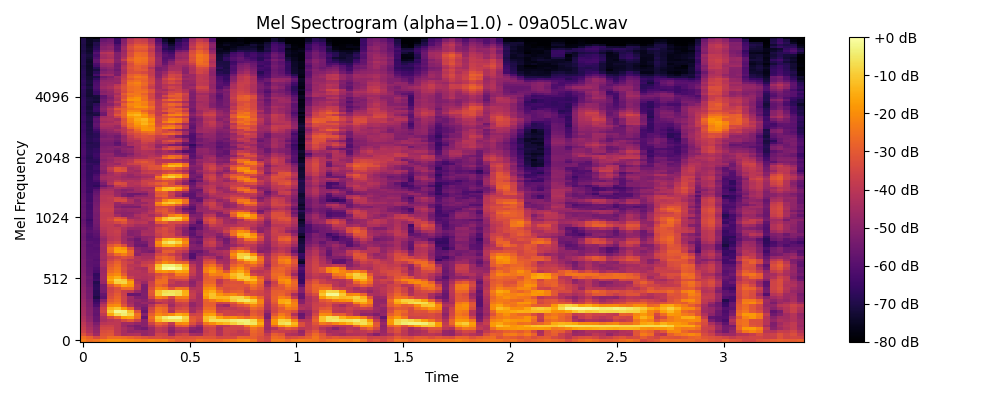 Mel Spectrogram (alpha=1.0) - 09a05Lc.wav
Mel Frequency
4096
2048
1024
512
0
0
0.5
1
1.5
2
2.5
3
Time
+0 dB
-10 dB
-20 dB
-30 dB
-40 dB
-50 dB
-60 dB
-70 dB
-80 dB